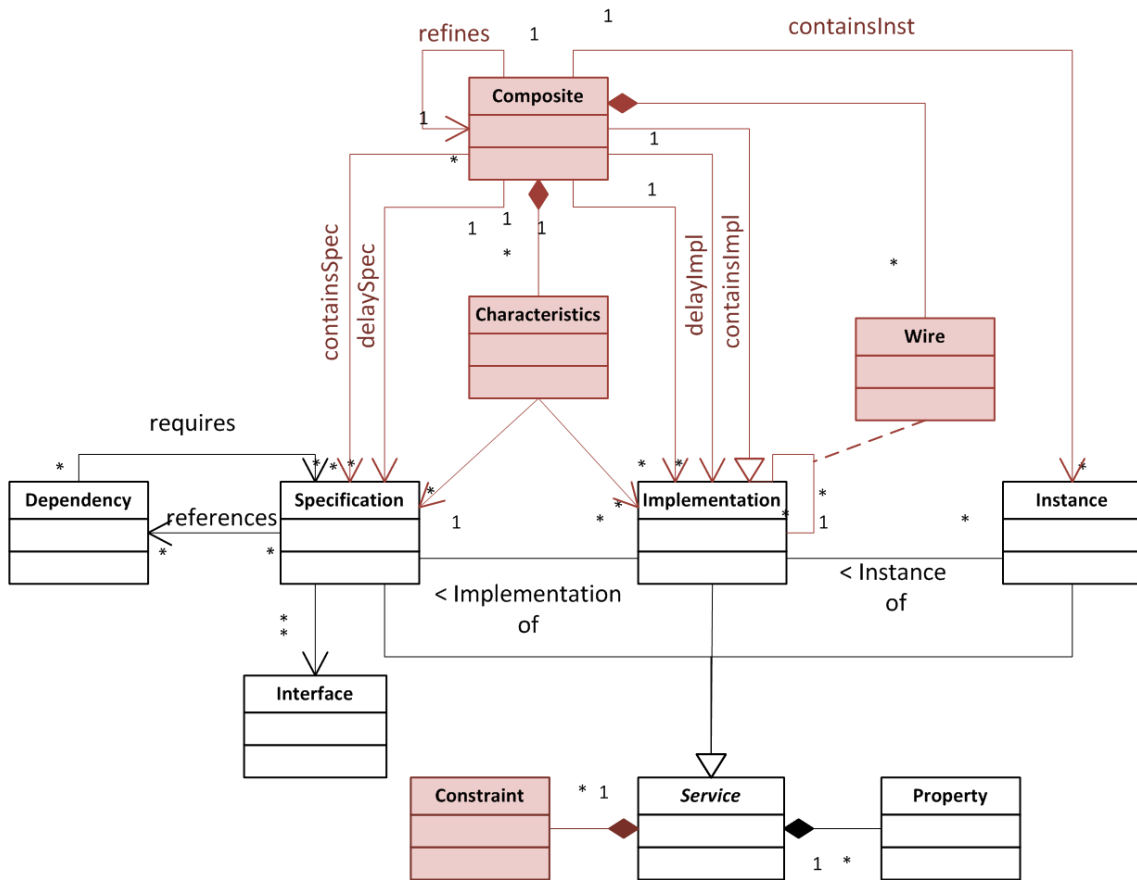 1
refines
1
containsInst
Composite
1
1
*
1
1
1
1
1
*
containsSpec
delaySpec
delayImpl
containsImpl
*
Characteristics
Wire
requires
*
*
*
*
*
*
*
Dependency
Specification
Implementation
Instance
*
*
*
*
references
1
*
*
1
*
*
*
< Implementation
of
< Instance
of
*
*
Interface
Constraint
*
1
Service
Property
1
*